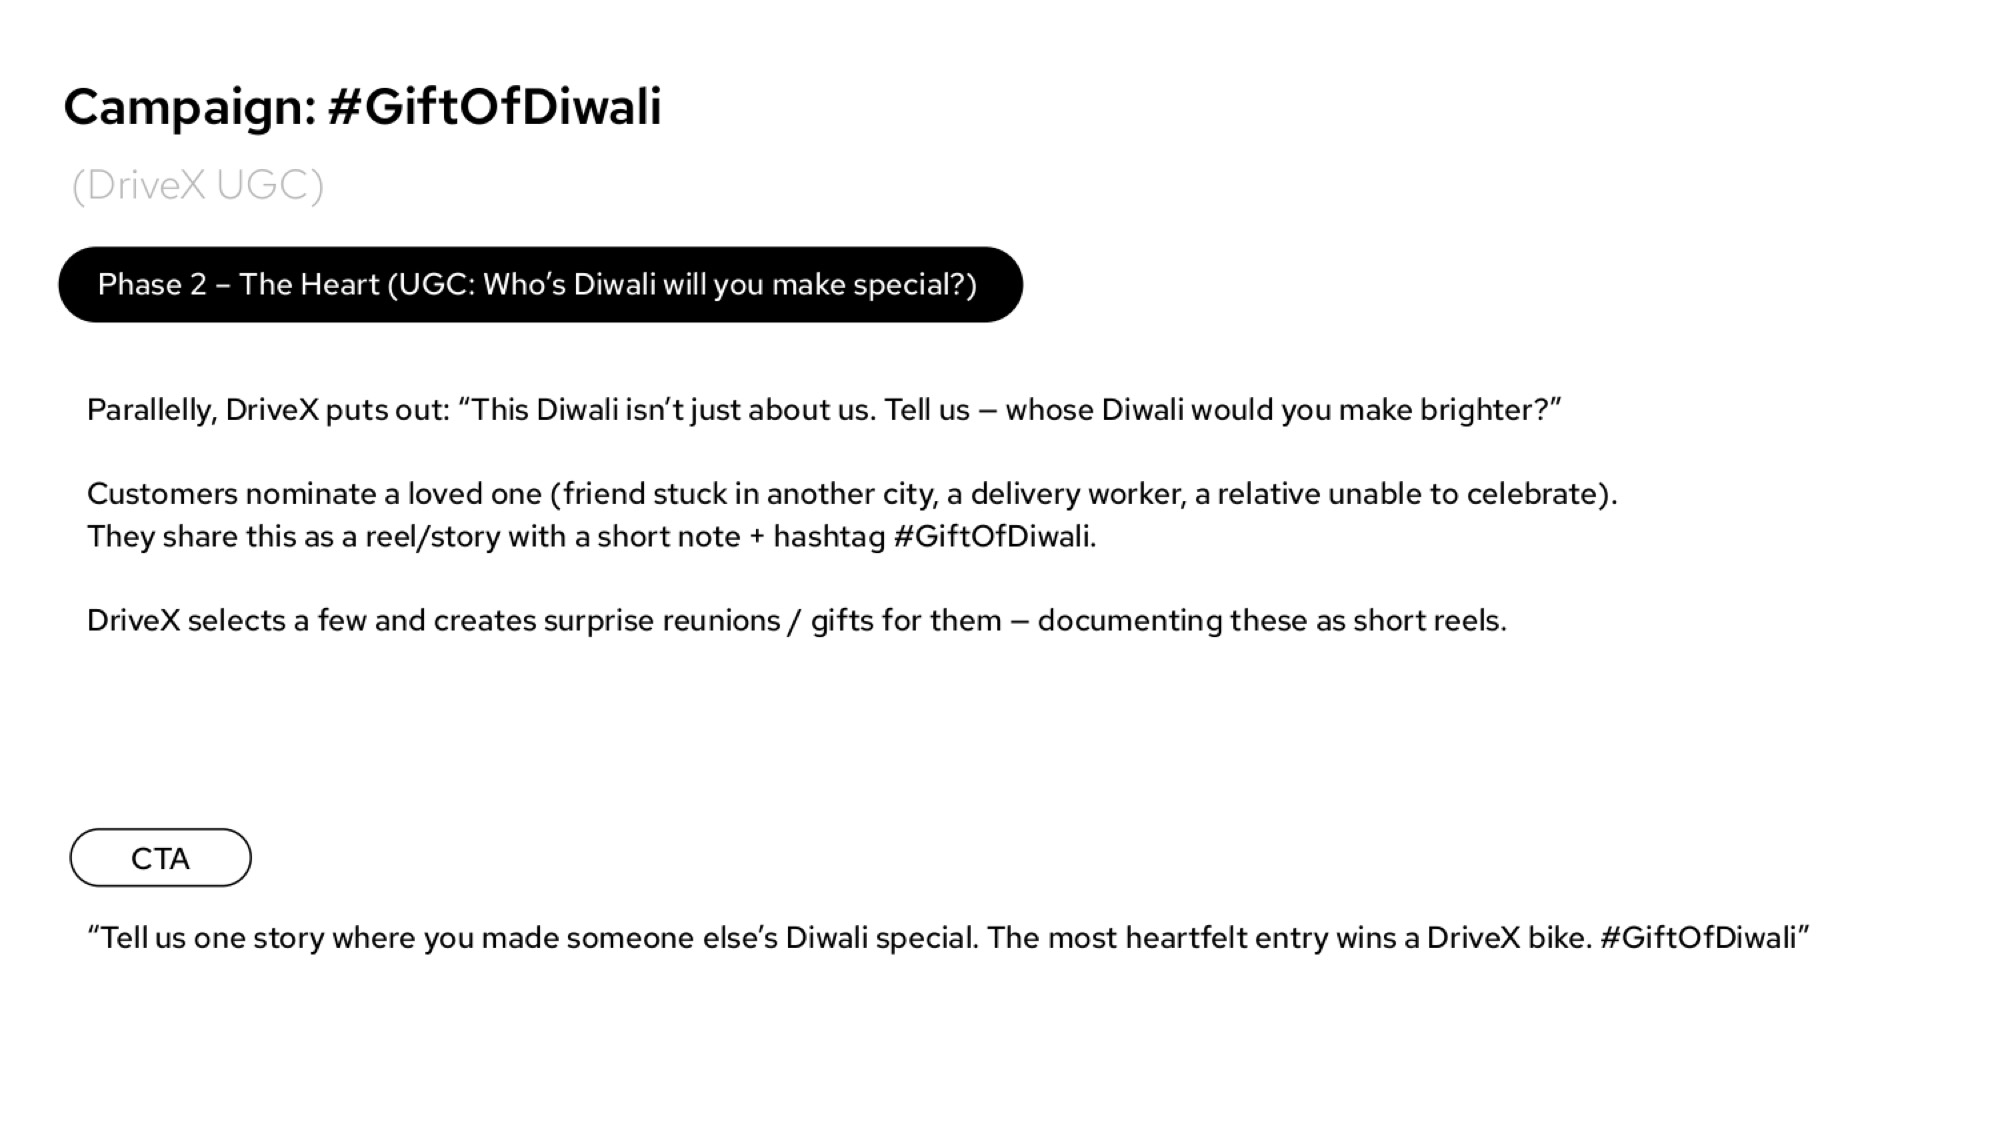 Campaign: #GiftOfDiwali
(DriveX UGC)
Phase 2 – The Heart (UGC: Who’s Diwali will you make special?)
Parallelly, DriveX puts out: “This Diwali isn’t just about us. Tell us — whose Diwali would you make brighter?”
Customers nominate a loved one (friend stuck in another city, a delivery worker, a relative unable to celebrate).
They share this as a reel/story with a short note + hashtag #GiftOfDiwali.
DriveX selects a few and creates surprise reunions / gifts for them — documenting these as short reels.
CTA
“Tell us one story where you made someone else’s Diwali special. The most heartfelt entry wins a DriveX bike. #GiftOfDiwali”